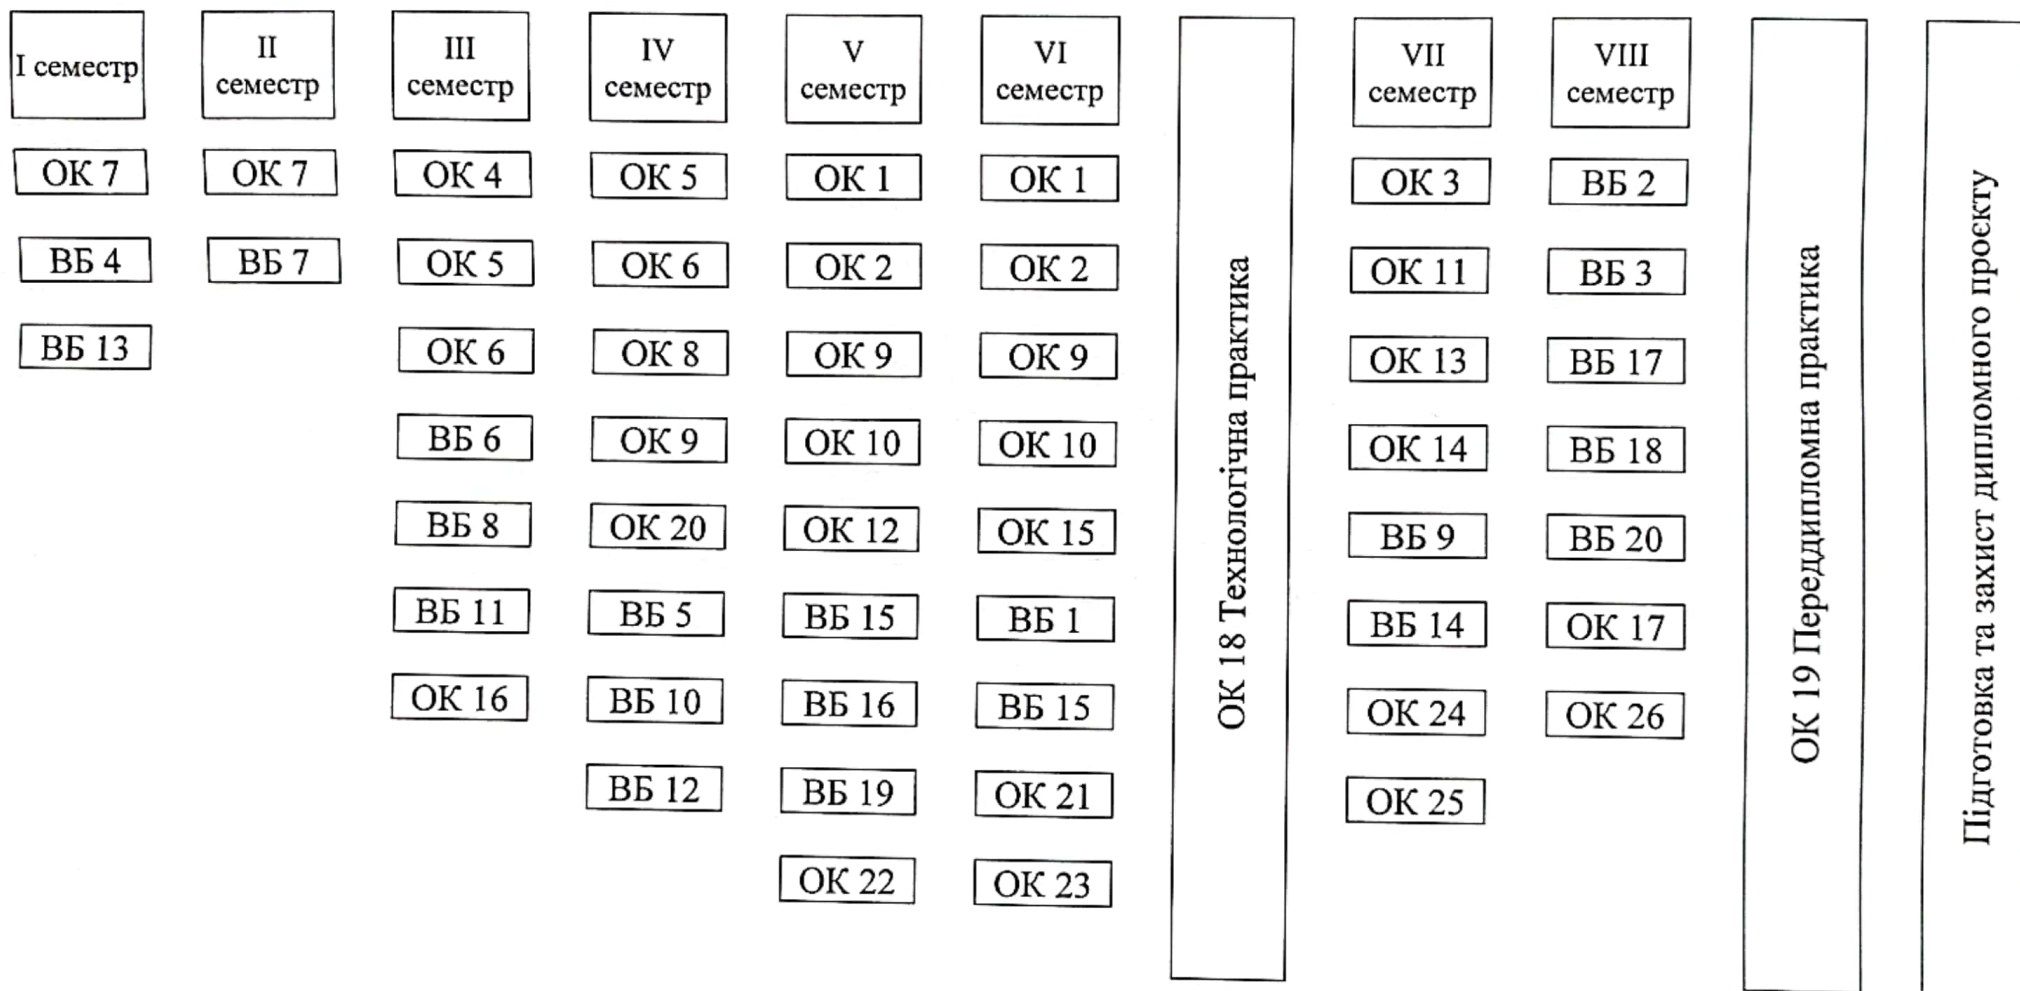 I семестр
II
семестр
III
семестр
IV
семестр
V
семестр
VI
семестр
VII
семестр
VIII
семестр
ОК 7
ОК 7
ОК 4
ОК 5
ОК 1
ОК 1
ОК 3
ВБ 2
ВБ 4
ВБ 7
ОК 5
ОК 6
ОК 2
ОК 2
ОК 11
ВБ 3
ВБ 13
ОК 6
ОК 8
ОК 9
ОК 9
ОК 13
ВБ 17
ВБ 6
ОК 9
ОК 10
ОК 10
ОК 14
ВБ 18
ВБ 8
ОК 20
ОК 12
ОК 15
ВБ 9
ВБ 20
ВБ 11
ВБ 5
ВБ 15
ВБ 1
ВБ 14
ОК 17
ОК 16
ВБ 10
ВБ 16
ВБ 15
ОК 24
ОК 26
ВБ 12
ВБ 19
ОК 21
ОК 25
ОК 22
ОК 23
ОК 18 Технологічна практика
ОК 19 Передипломна практика
Підготовка та захист дипломного проєкту